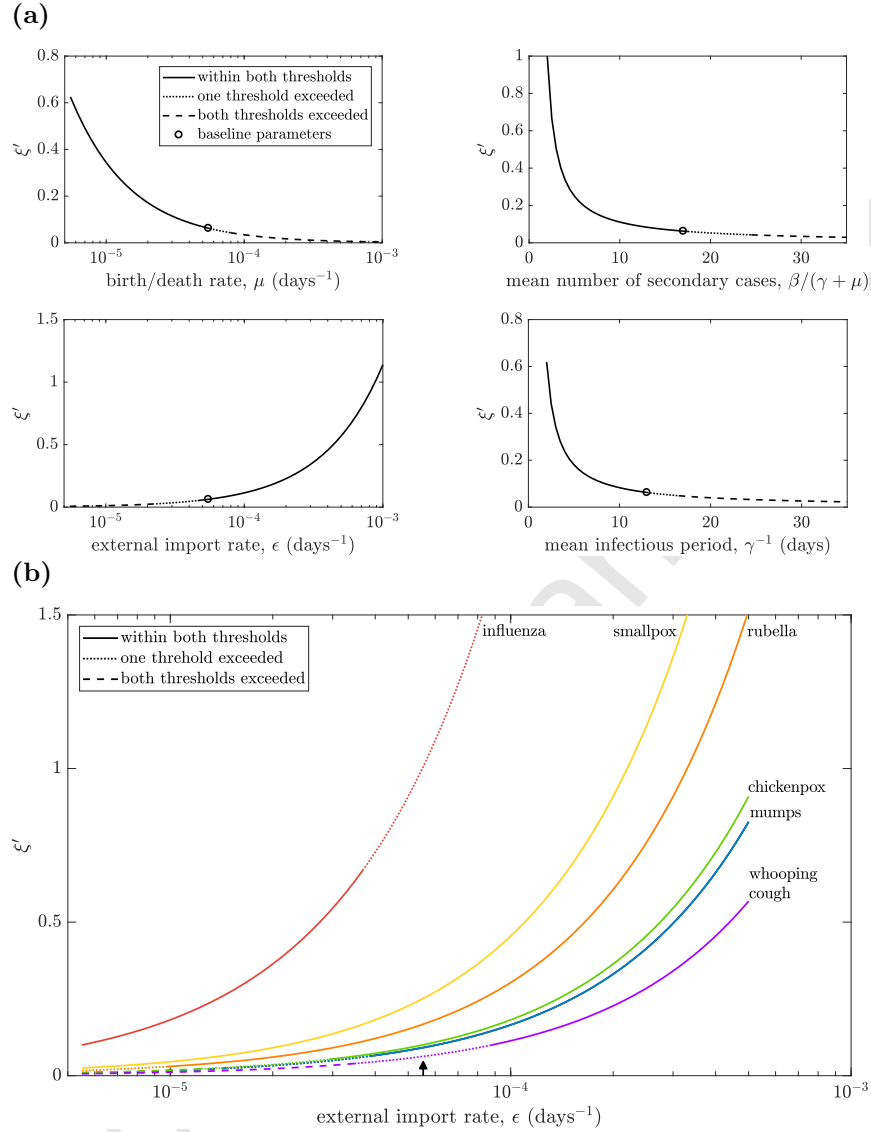 (a)
0.8
0.6
0.4
0.2
0
ξ′
within both thresholds
one threshold exceeded
both thresholds exceeded
baseline parameters
10⁻⁵
10⁻⁴
10⁻³
birth/death rate, μ (days⁻¹)
1
0.8
0.6
0.4
0.2
0
ξ′
0
10
20
30
mean number of secondary cases, β/(γ + μ)
1.5
1
0.5
0
ξ′
10⁻⁵
10⁻⁴
10⁻³
external import rate, ϵ (days⁻¹)
0.8
0.6
0.4
0.2
0
ξ′
0
10
20
30
mean infectious period, γ⁻¹ (days)
(b)
1.5
1
0.5
0
ξ′
within both thresholds
one threhold exceeded
both thresholds exceeded
influenza
smallpox
rubella
chickenpox
mumps
whooping
cough
10⁻⁵
10⁻⁴
10⁻³
external import rate, ϵ (days⁻¹)